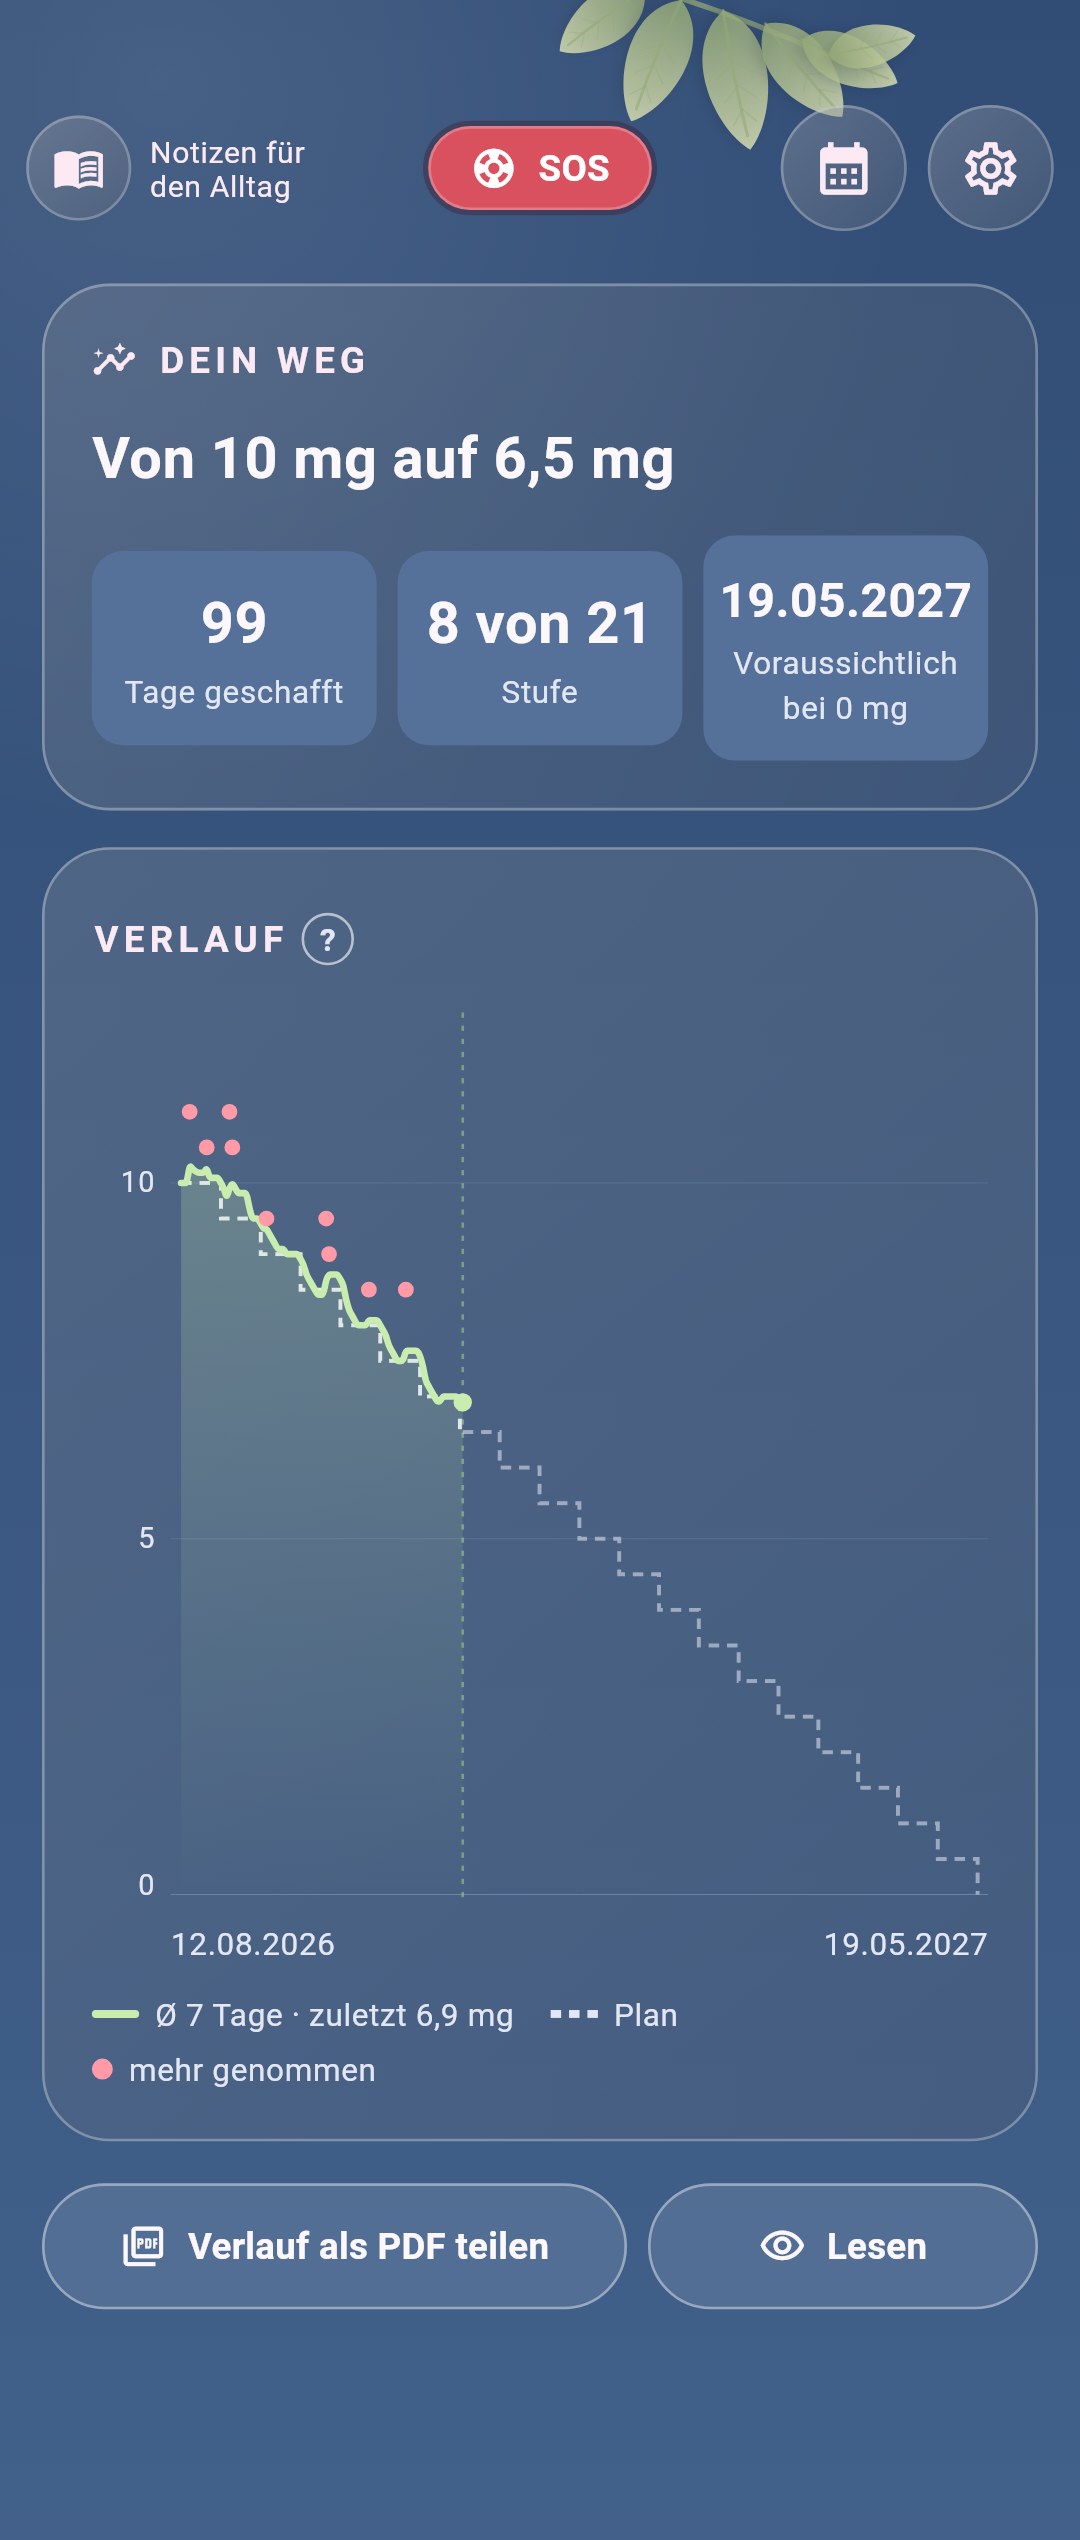 Notizen für
den Alltag
SOS
DEIN WEG
Von 10 mg auf 6,5 mg
99
Tage geschafft
8 von 21
Stufe
19.05.2027
Voraussichtlich
bei 0 mg
VERLAUF ?
10
5
0
12.08.2026
19.05.2027
Ø 7 Tage · zuletzt 6,9 mg
Plan
mehr genommen
PDF
Verlauf als PDF teilen
Lesen